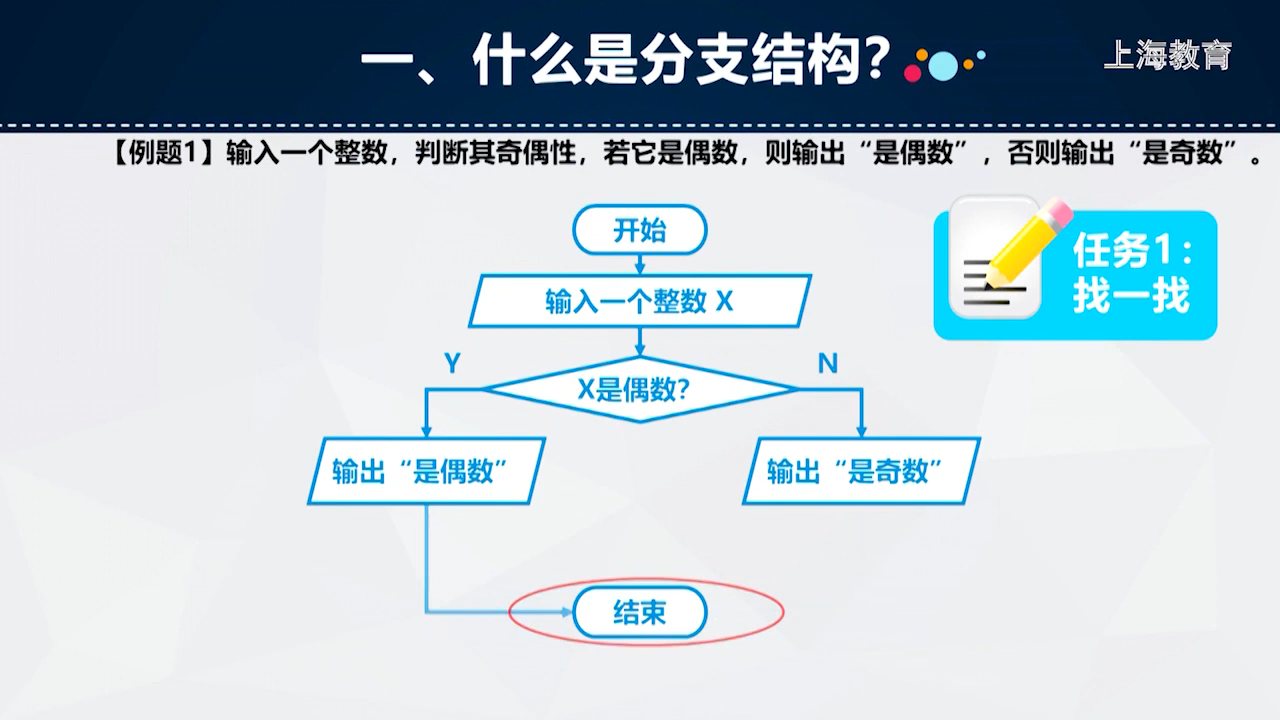 一、什么是分支结构？
上海教育
【例题1】输入一个整数，判断其奇偶性，若它是偶数，则输出“是偶数”，否则输出“是奇数”。
开始
任务1：
找一找
输入一个整数 X
Y
N
X是偶数？
输出“是偶数”
输出“是奇数”
结束